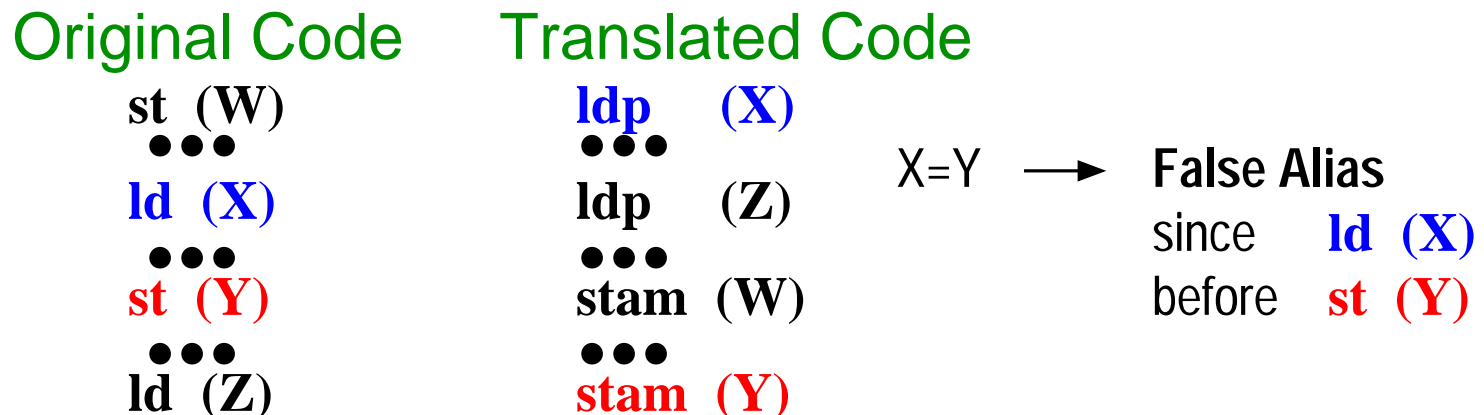 Original Code
st (W)
•••
ld (X)
•••
st (Y)
•••
ld (Z)
Translated Code
ldp (X)
•••
ldp (Z)
•••
stam (W)
•••
stam (Y)
X=Y → False Alias
since ld (X)
before st (Y)